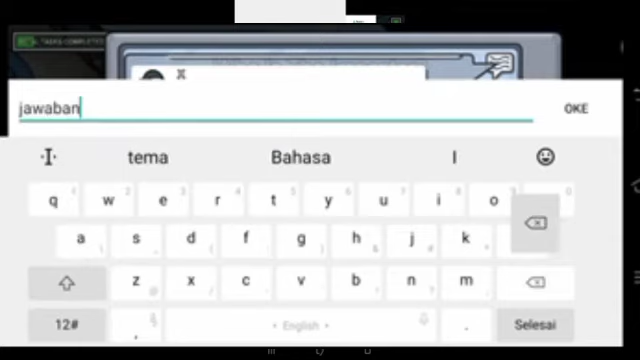 TASKS COMPLETED
jawaban
OKE
tema Bahasa I
q w e r t y u i o
a s d f g h j k
z x c v b n m
12# , • English • . Selesai